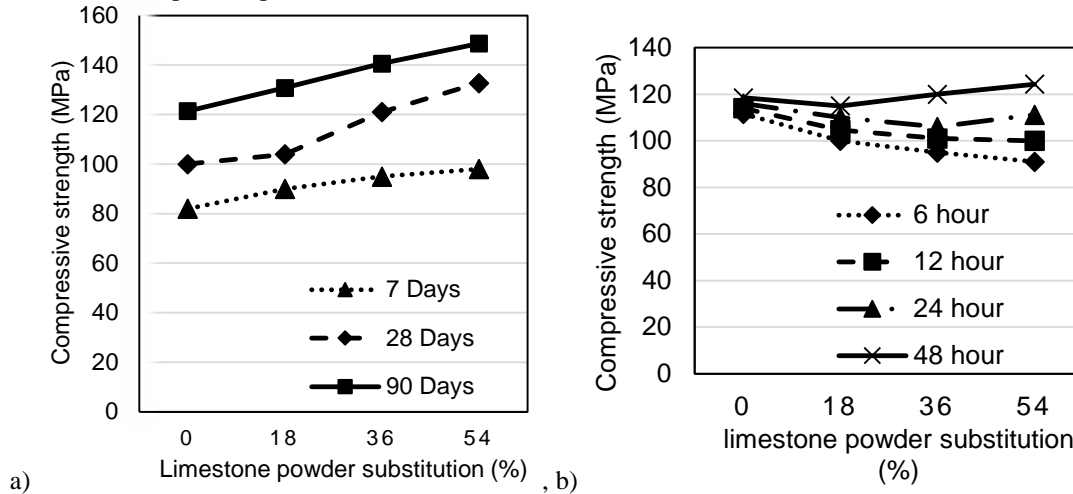 160
140
120
100
80
60
40
20
0
Compressive strength (MPa)
7 Days
28 Days
90 Days
0 18 36 54
Limestone powder substitution (%)
a)
, b)
140
120
100
80
60
40
20
0
Compressive strength (MPa)
6 hour
12 hour
24 hour
48 hour
0 18 36 54
limestone powder substitution
(%)